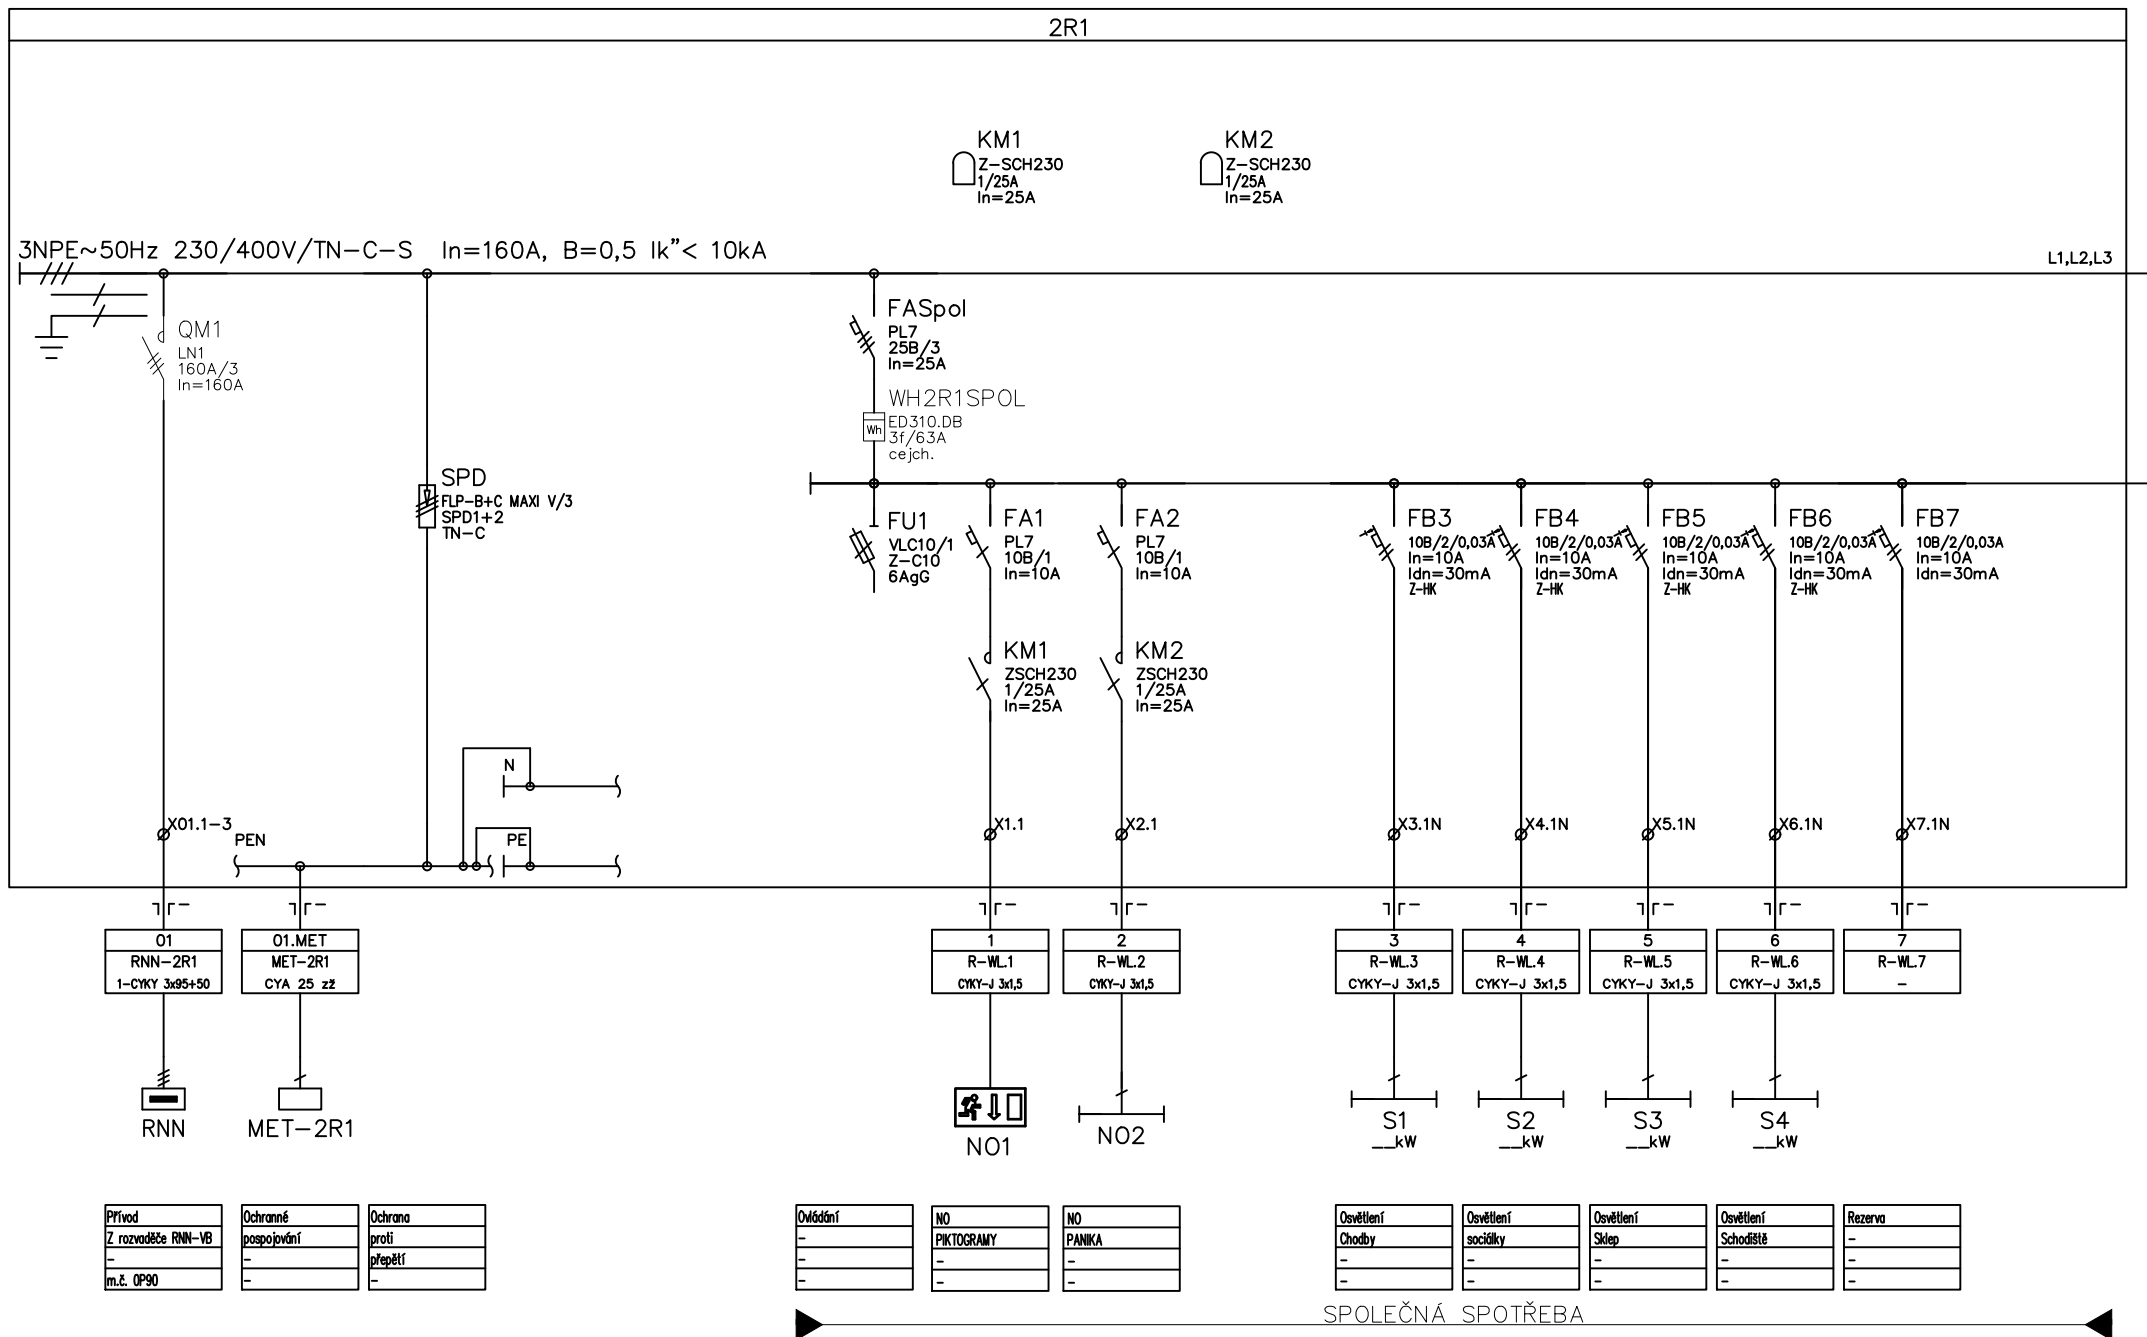 2R1
KM1
Z-SCH230
1/25A
In=25A
KM2
Z-SCH230
1/25A
In=25A
3NPE~50Hz 230/400V/TN-C-S In=160A, B=0,5 Ik"< 10kA
L1,L2,L3
QM1
LN1
160A/3
In=160A
FASpol
PL7
25B/3
In=25A
WH2R1SPOL
Wh
ED310.DB
3f/63A
cejch.
SPD
FLP-B+C MAXI V/3
SPD1+2
TN-C
FU1
VLC10/1
Z-C10
6AgG
FA1
PL7
10B/1
In=10A
FA2
PL7
10B/1
In=10A
FB3
10B/2/0,03A
In=10A
Idn=30mA
Z-HK
FB4
10B/2/0,03A
In=10A
Idn=30mA
Z-HK
FB5
10B/2/0,03A
In=10A
Idn=30mA
Z-HK
FB6
10B/2/0,03A
In=10A
Idn=30mA
Z-HK
FB7
10B/2/0,03A
In=10A
Idn=30mA
KM1
ZSCH230
1/25A
In=25A
KM2
ZSCH230
1/25A
In=25A
N
PE
PEN
X01.1-3
X1.1
X2.1
X3.1N
X4.1N
X5.1N
X6.1N
X7.1N
01
RNN-2R1
1-CYKY 3x95+50
01.MET
MET-2R1
CYA 25 zž
1
R-WL.1
CYKY-J 3x1,5
2
R-WL.2
CYKY-J 3x1,5
3
R-WL.3
CYKY-J 3x1,5
4
R-WL.4
CYKY-J 3x1,5
5
R-WL.5
CYKY-J 3x1,5
6
R-WL.6
CYKY-J 3x1,5
7
R-WL.7
-
RNN
MET-2R1
NO1
NO2
S1
__kW
S2
__kW
S3
__kW
S4
__kW
Přívod
Z rozvaděče RNN-VB
-
m.č. 0P90
Ochranné
pospojování
-
-
Ochrana
proti
přepětí
-
Ovládání
-
-
-
NO
PIKTOGRAMY
-
-
NO
PANIKA
-
-
Osvětlení
Chodby
-
-
Osvětlení
sociálky
-
-
Osvětlení
Sklep
-
-
Osvětlení
Schodiště
-
-
Rezerva
-
-
-
SPOLEČNÁ SPOTŘEBA